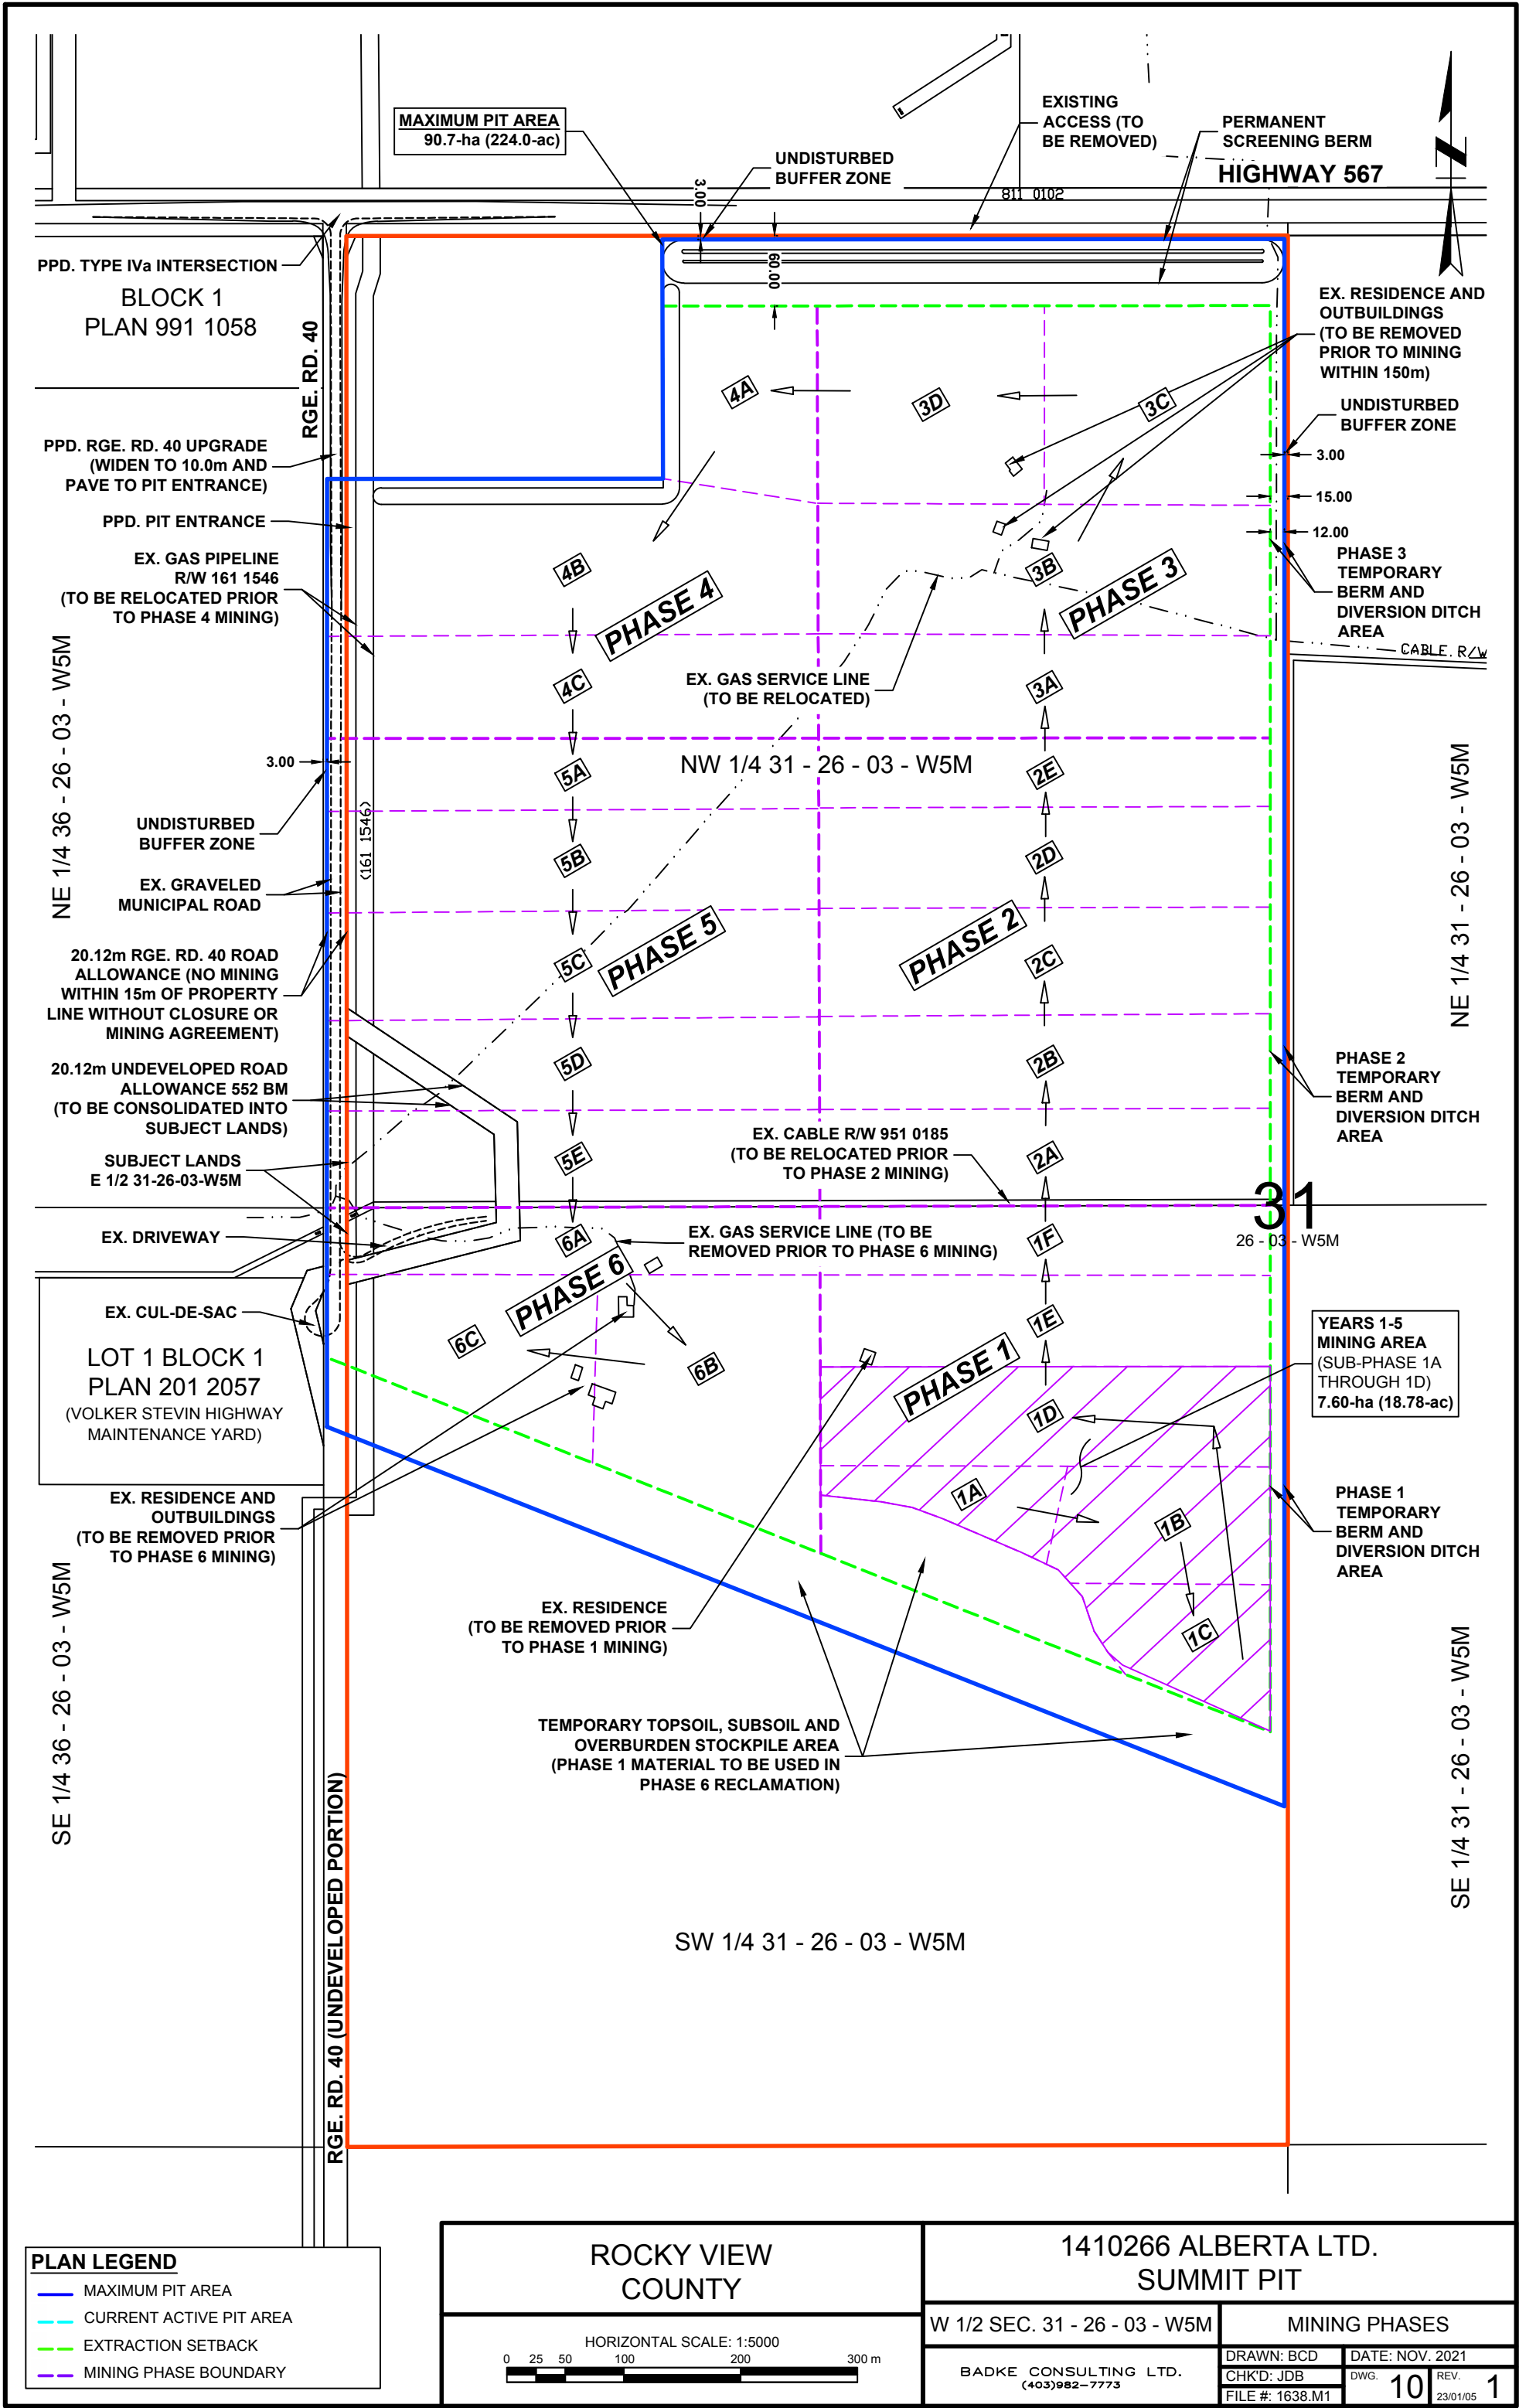 MAXIMUM PIT AREA
90.7-ha (224.0-ac)
UNDISTURBED
BUFFER ZONE
3.00
EXISTING
ACCESS (TO
BE REMOVED)
PERMANENT
SCREENING BERM
HIGHWAY 567
N
811 0102
60.00
PPD. TYPE IVa INTERSECTION
BLOCK 1
PLAN 991 1058
RGE. RD. 40
EX. RESIDENCE AND
OUTBUILDINGS
(TO BE REMOVED
PRIOR TO MINING
WITHIN 150m)
UNDISTURBED
BUFFER ZONE
3.00
15.00
12.00
PHASE 3
TEMPORARY
BERM AND
DIVERSION DITCH
AREA
CABLE. R/W
4A
3D
3C
PPD. RGE. RD. 40 UPGRADE
(WIDEN TO 10.0m AND
PAVE TO PIT ENTRANCE)
PPD. PIT ENTRANCE
EX. GAS PIPELINE
R/W 161 1546
(TO BE RELOCATED PRIOR
TO PHASE 4 MINING)
4B
PHASE 4
3B
PHASE 3
4C
EX. GAS SERVICE LINE
(TO BE RELOCATED)
3A
NE 1/4 36 - 26 - 03 - W5M
3.00
NW 1/4 31 - 26 - 03 - W5M
5A
2E
NE 1/4 31 - 26 - 03 - W5M
UNDISTURBED
BUFFER ZONE
(161 1546)
5B
2D
EX. GRAVELED
MUNICIPAL ROAD
PHASE 5
PHASE 2
5C
2C
20.12m RGE. RD. 40 ROAD
ALLOWANCE (NO MINING
WITHIN 15m OF PROPERTY
LINE WITHOUT CLOSURE OR
MINING AGREEMENT)
20.12m UNDEVELOPED ROAD
ALLOWANCE 552 BM
(TO BE CONSOLIDATED INTO
SUBJECT LANDS)
5D
2B
PHASE 2
TEMPORARY
BERM AND
DIVERSION DITCH
AREA
SUBJECT LANDS
E 1/2 31-26-03-W5M
5E
EX. CABLE R/W 951 0185
(TO BE RELOCATED PRIOR
TO PHASE 2 MINING)
2A
31
26 - 03 - W5M
EX. DRIVEWAY
6A
EX. GAS SERVICE LINE (TO BE
REMOVED PRIOR TO PHASE 6 MINING)
1F
PHASE 6
EX. CUL-DE-SAC
LOT 1 BLOCK 1
PLAN 201 2057
(VOLKER STEVIN HIGHWAY
MAINTENANCE YARD)
6C
6B
PHASE 1
1E
YEARS 1-5
MINING AREA
(SUB-PHASE 1A
THROUGH 1D)
7.60-ha (18.78-ac)
1D
1A
1B
1C
EX. RESIDENCE AND
OUTBUILDINGS
(TO BE REMOVED PRIOR
TO PHASE 6 MINING)
PHASE 1
TEMPORARY
BERM AND
DIVERSION DITCH
AREA
EX. RESIDENCE
(TO BE REMOVED PRIOR
TO PHASE 1 MINING)
TEMPORARY TOPSOIL, SUBSOIL AND
OVERBURDEN STOCKPILE AREA
(PHASE 1 MATERIAL TO BE USED IN
PHASE 6 RECLAMATION)
SE 1/4 36 - 26 - 03 - W5M
SE 1/4 31 - 26 - 03 - W5M
RGE. RD. 40 (UNDEVELOPED PORTION)
SW 1/4 31 - 26 - 03 - W5M
PLAN LEGEND
MAXIMUM PIT AREA
CURRENT ACTIVE PIT AREA
EXTRACTION SETBACK
MINING PHASE BOUNDARY
ROCKY VIEW
COUNTY
HORIZONTAL SCALE: 1:5000
0 25 50 100 200 300 m
1410266 ALBERTA LTD.
SUMMIT PIT
W 1/2 SEC. 31 - 26 - 03 - W5M
MINING PHASES
BADKE CONSULTING LTD.
(403)982-7773
DRAWN: BCD
DATE: NOV. 2021
CHK'D: JDB
FILE #: 1638.M1
DWG. 10
REV. 1
23/01/05